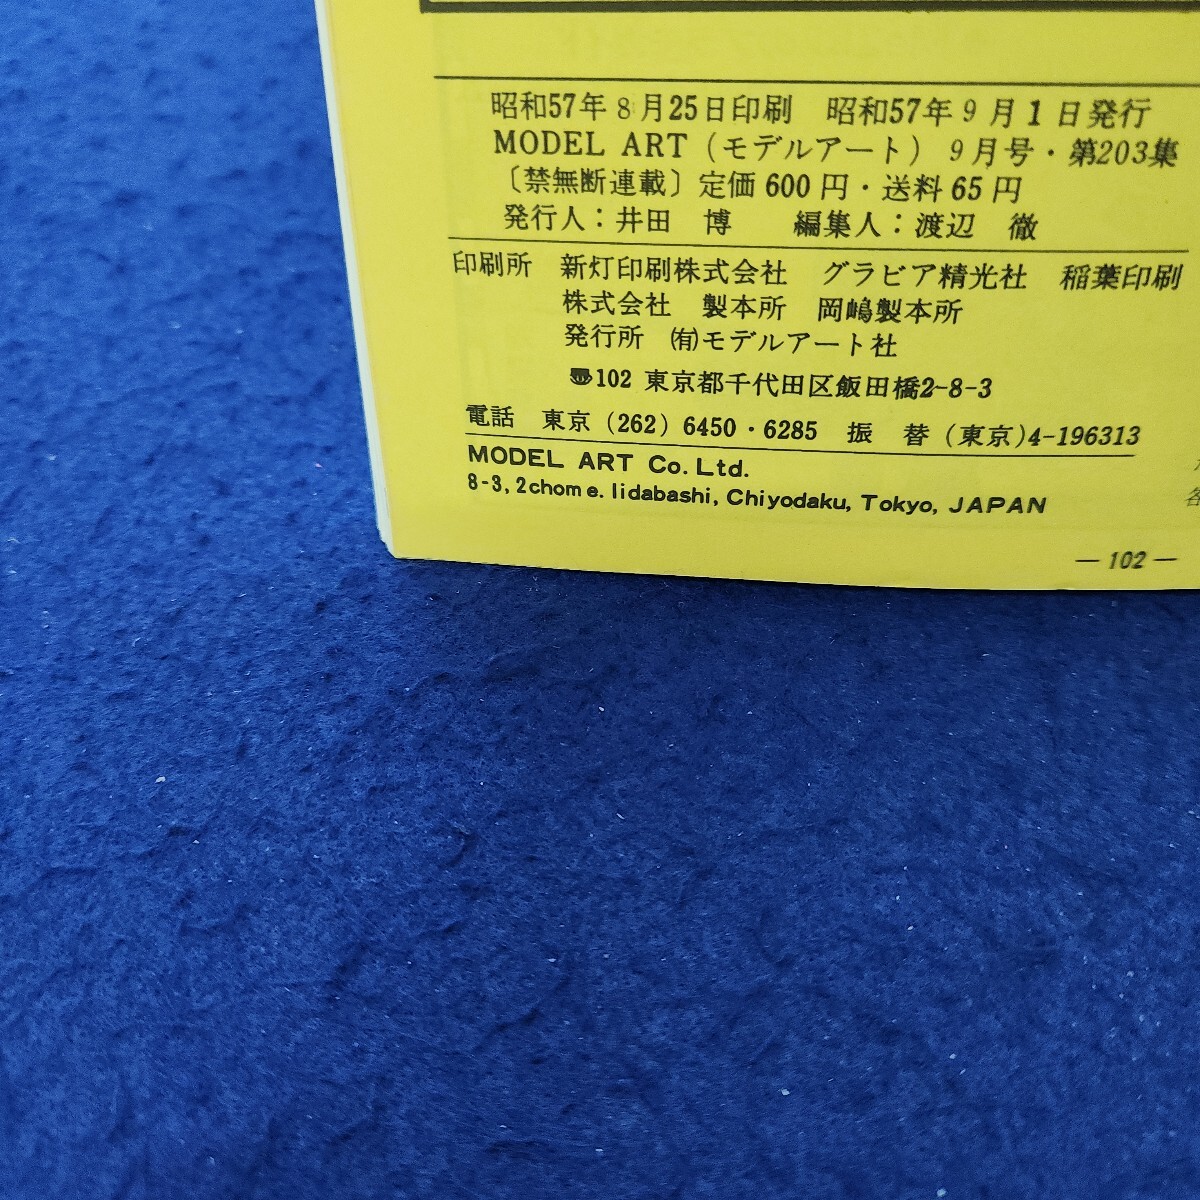 昭和57年8月25日印刷　昭和57年9月1日発行
MODEL ART (モデルアート) 9月号・第203集
〔禁無断連載〕定価600円・送料65円
発行人：井田　博　　編集人：渡辺　徹
印刷所　新灯印刷株式会社　グラビア精光社　稲葉印刷
株式会社　製本所　岡嶋製本所
発行所　㈲モデルアート社
〠102 東京都千代田区飯田橋2-8-3
電話　東京 (262) 6450・6285　振　替 (東京)4-196313
MODEL ART Co. Ltd.
8-3, 2chome. Iidabashi, Chiyodaku, Tokyo, JAPAN
各
— 102 —